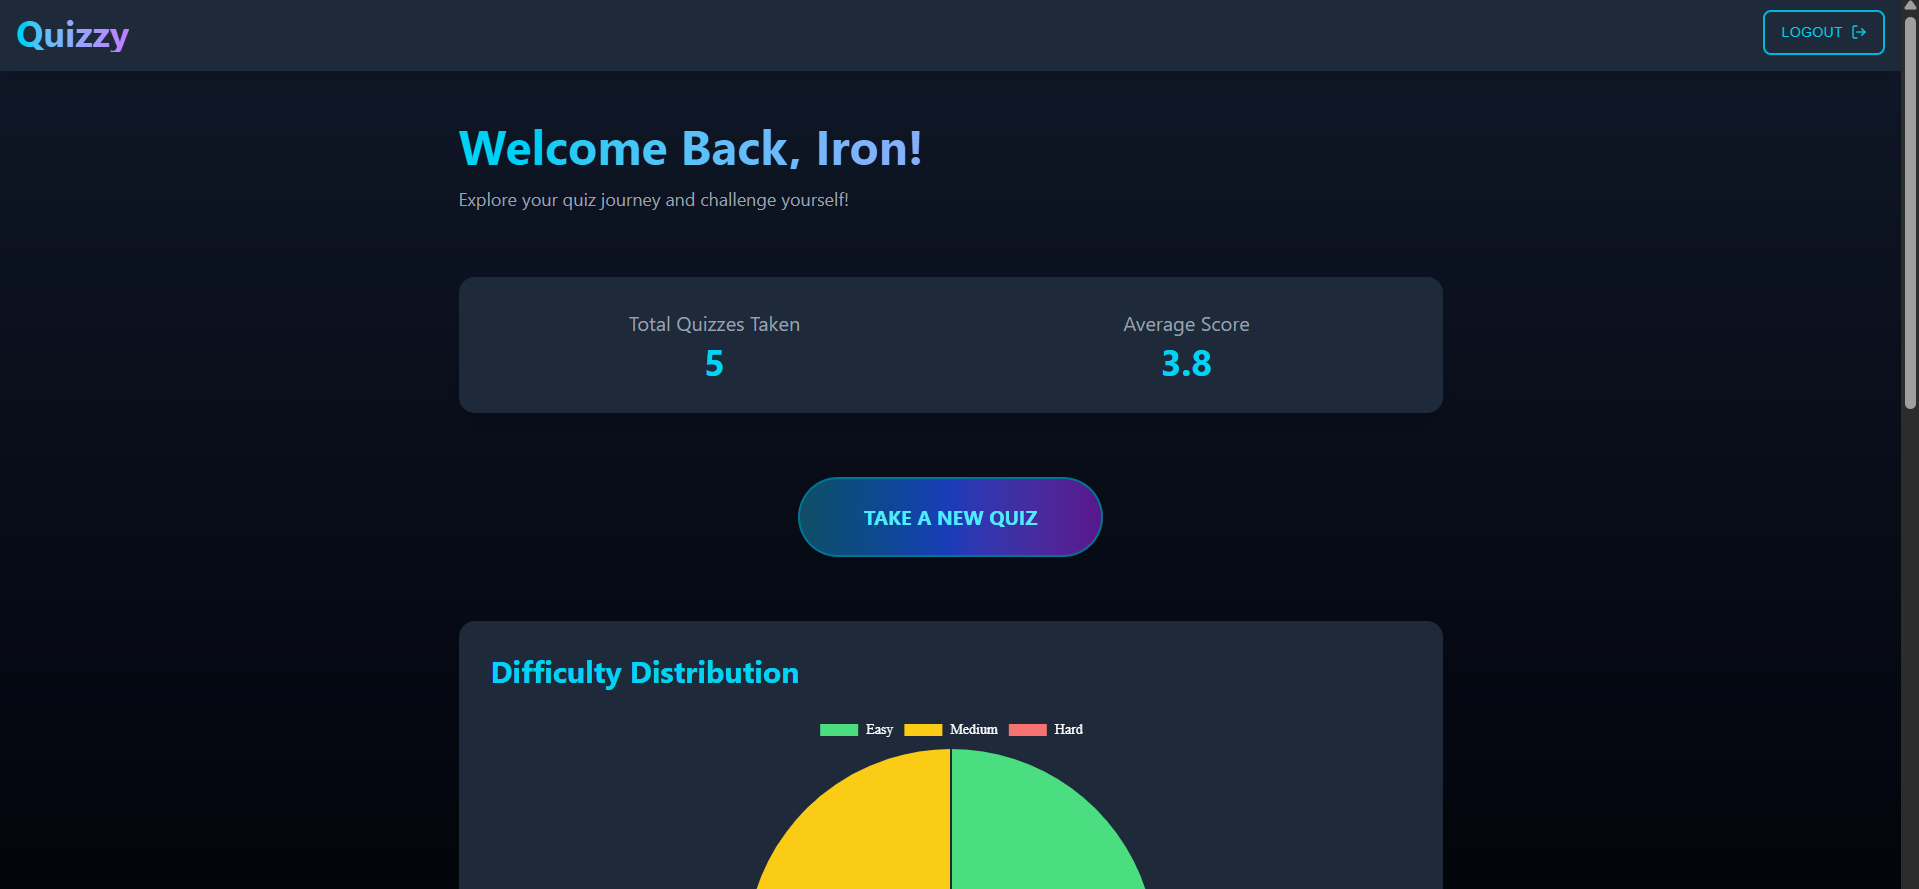 Quizzy
LOGOUT
Welcome Back, Iron!
Explore your quiz journey and challenge yourself!
Total Quizzes Taken
5
Average Score
3.8
TAKE A NEW QUIZ
Difficulty Distribution
Easy Medium Hard